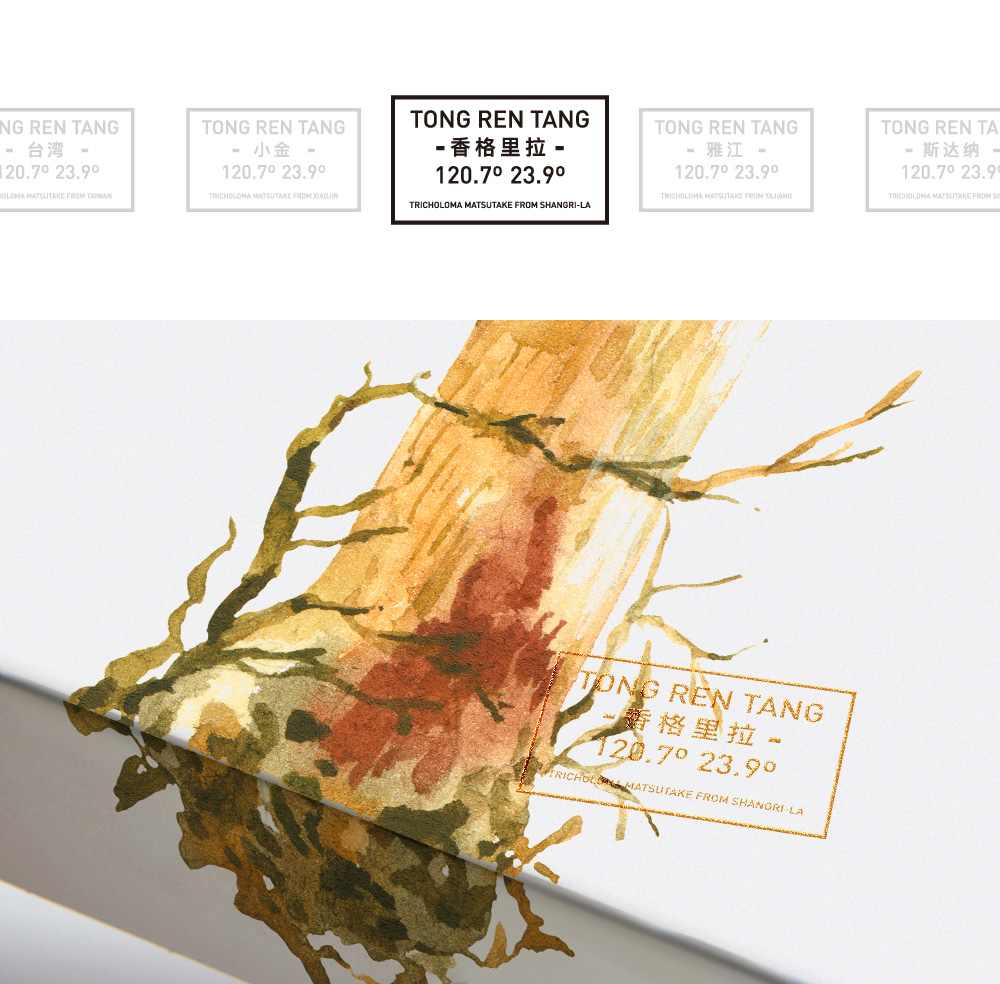 NG REN TANG
- 台湾 -
120.7º 23.9º
HOLOMA MATSUTAKE FROM TAIWAN
TONG REN TANG
- 小金 -
120.7º 23.9º
TRICHOLOMA MATSUTAKE FROM XIAOJIN
TONG REN TANG
- 香格里拉 -
120.7º 23.9º
TRICHOLOMA MATSUTAKE FROM SHANGRI-LA
TONG REN TANG
- 雅江 -
120.7º 23.9º
TRICHOLOMA MATSUTAKE FROM YAJIANG
TONG REN TA
- 斯达纳 -
120.7º 23.9º
TRICHOLOMA MATSUTAKE FROM
TONG REN TANG
- 香格里拉 -
120.7º 23.9º
TRICHOLOMA MATSUTAKE FROM SHANGRI-LA